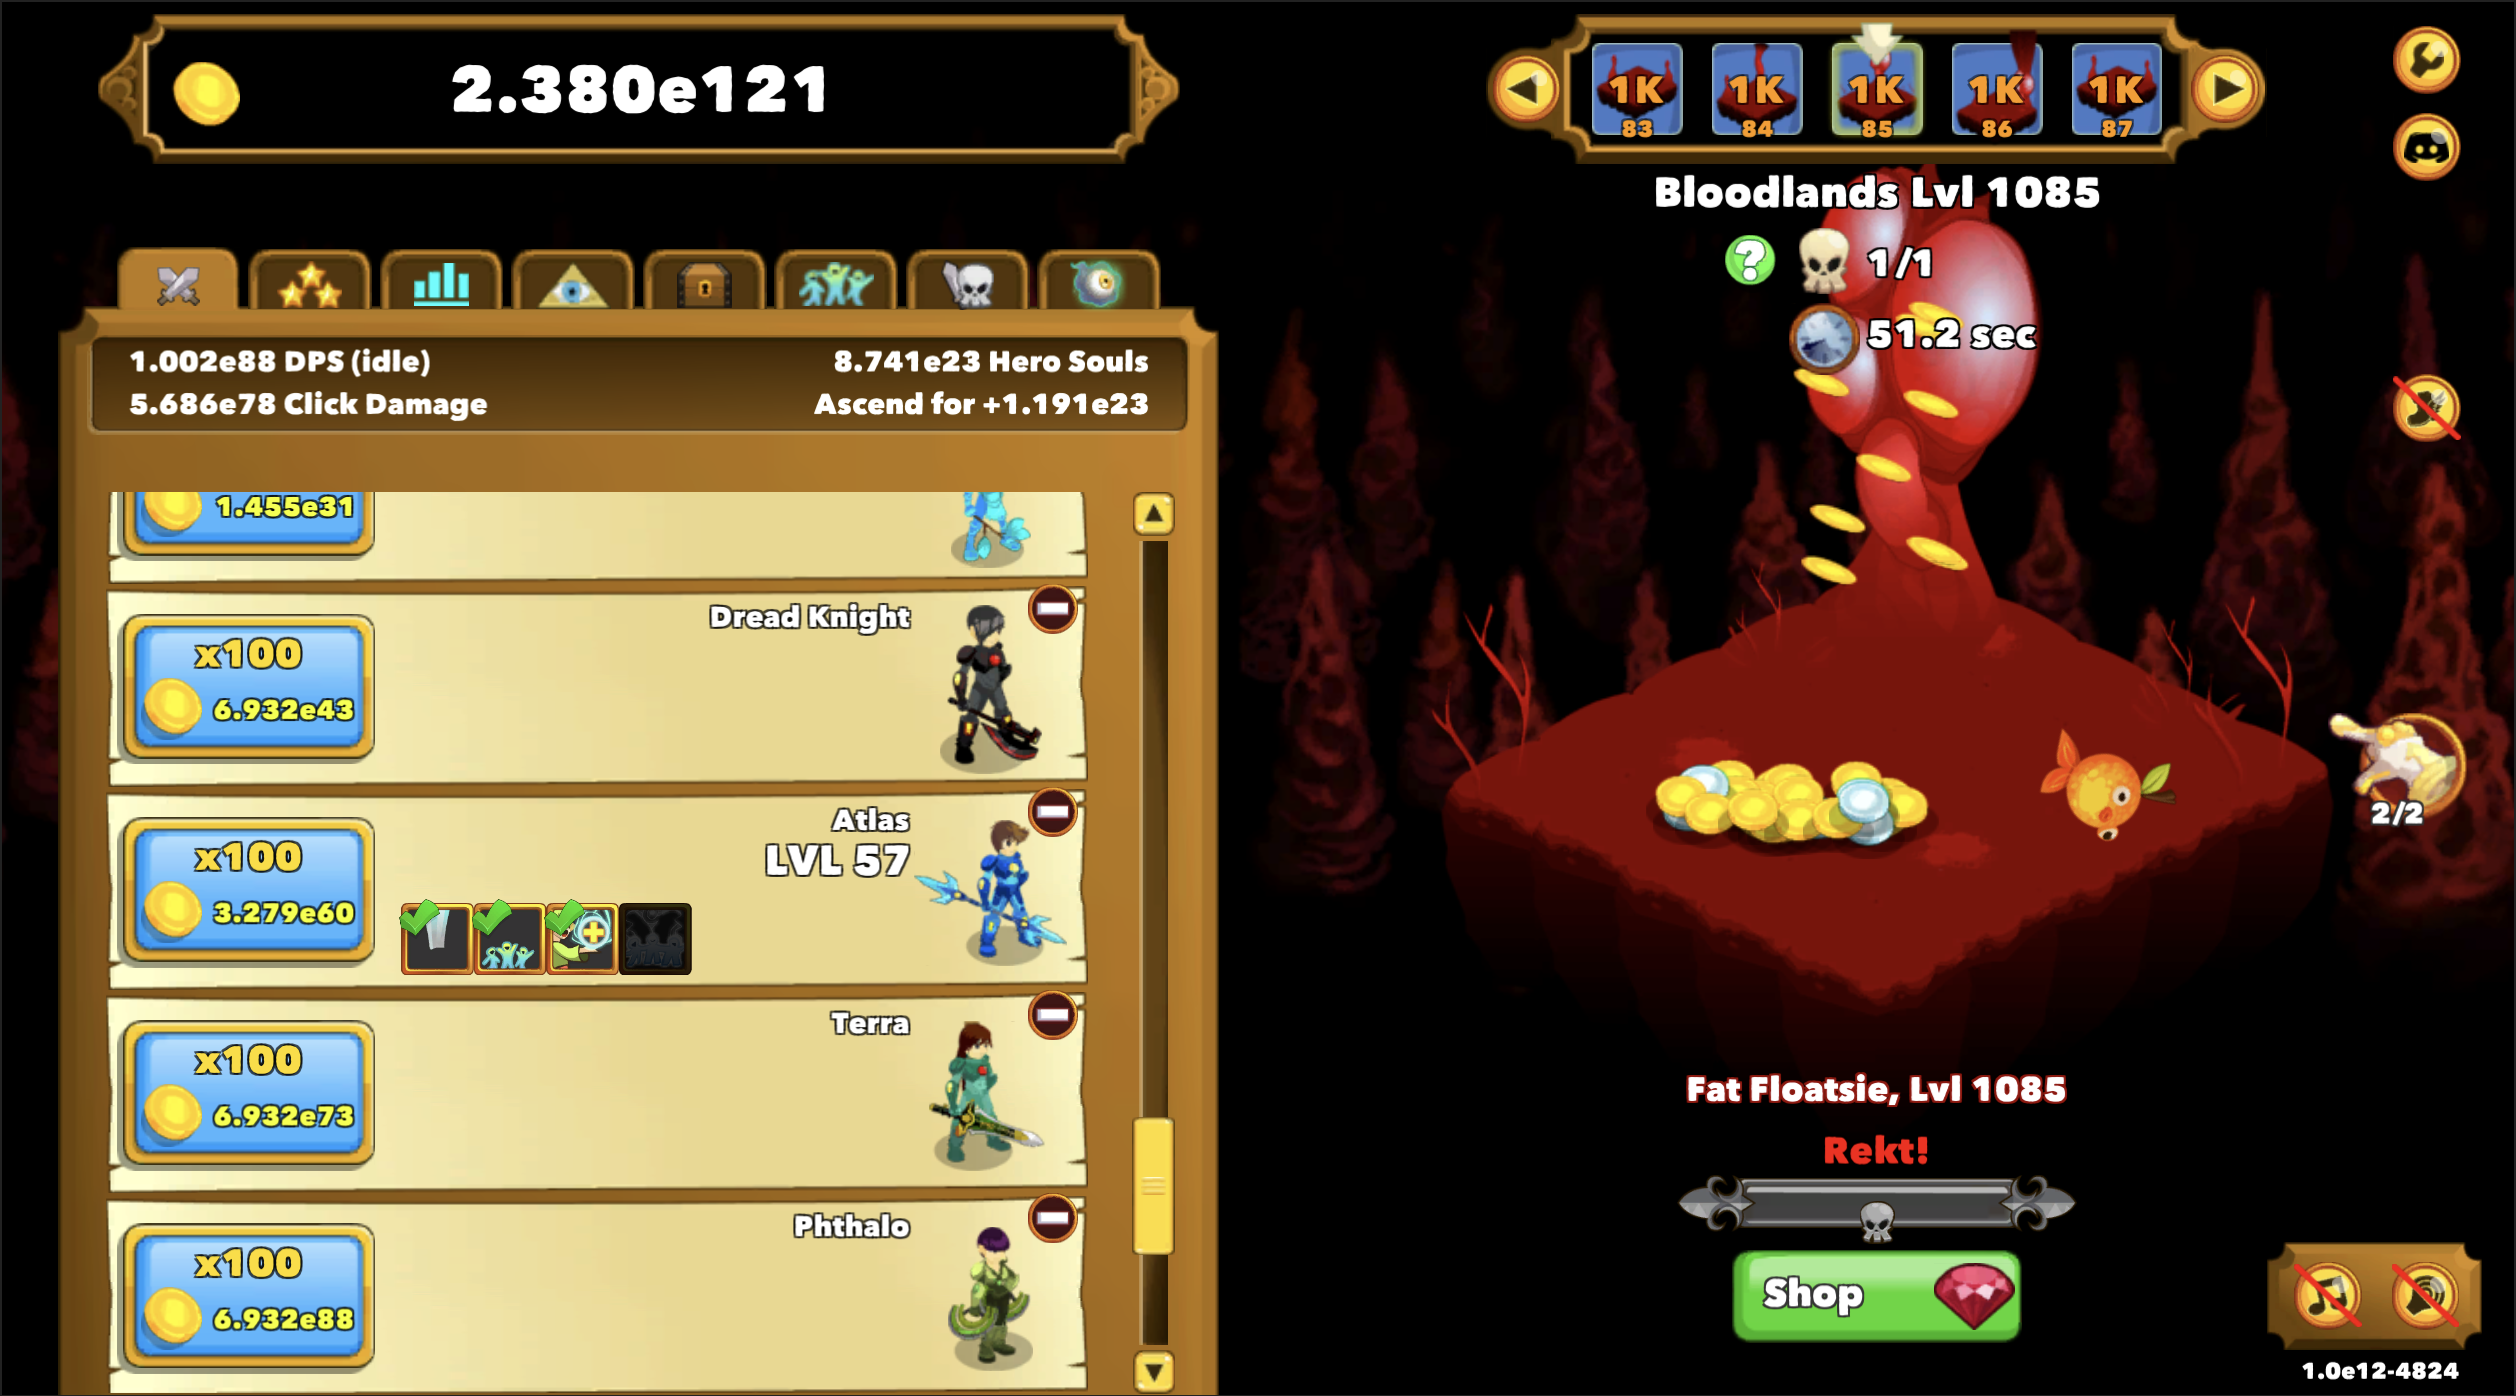 2.380e121
1K 1K 1K 1K 1K
83 84 85 86 87
Bloodlands Lvl 1085
? 1/1
51.2 sec
1.002e88 DPS (idle)
8.741e23 Hero Souls
5.686e78 Click Damage
Ascend for +1.191e23
1.455e31
Dread Knight
x100
6.932e43
Atlas
LVL 57
x100
3.279e60
Terra
x100
6.932e73
Phthalo
x100
6.932e88
2/2
Fat Floatsie, Lvl 1085
Rekt!
Shop
1.0e12-4824